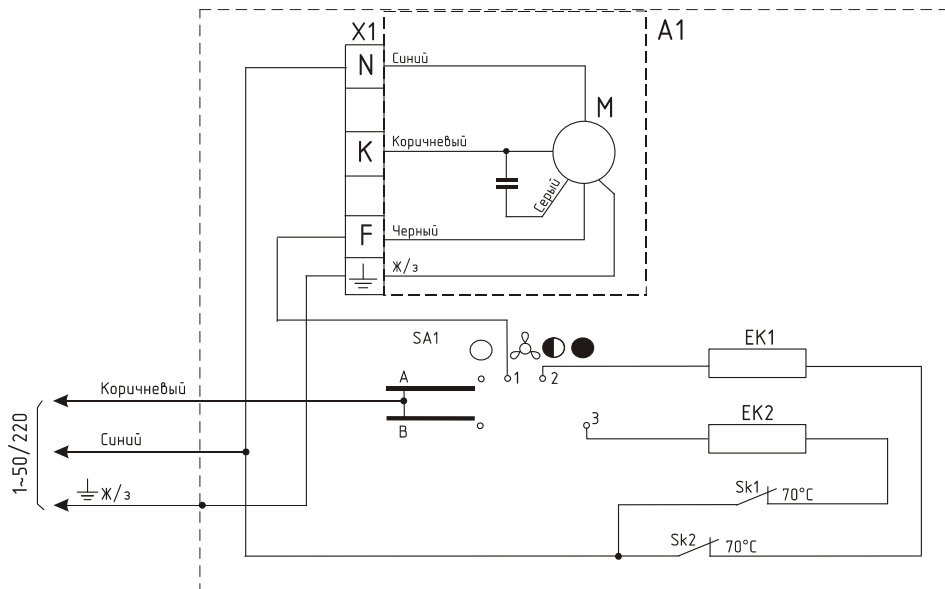 X1
A1
N
Синий
M
K
Коричневый
Серый
F
Черный
Ж/з
SA1
EK1
A
1
2
Коричневый
EK2
B
3
1~50/220
Синий
Sk1
70°C
Ж/з
Sk2
70°C